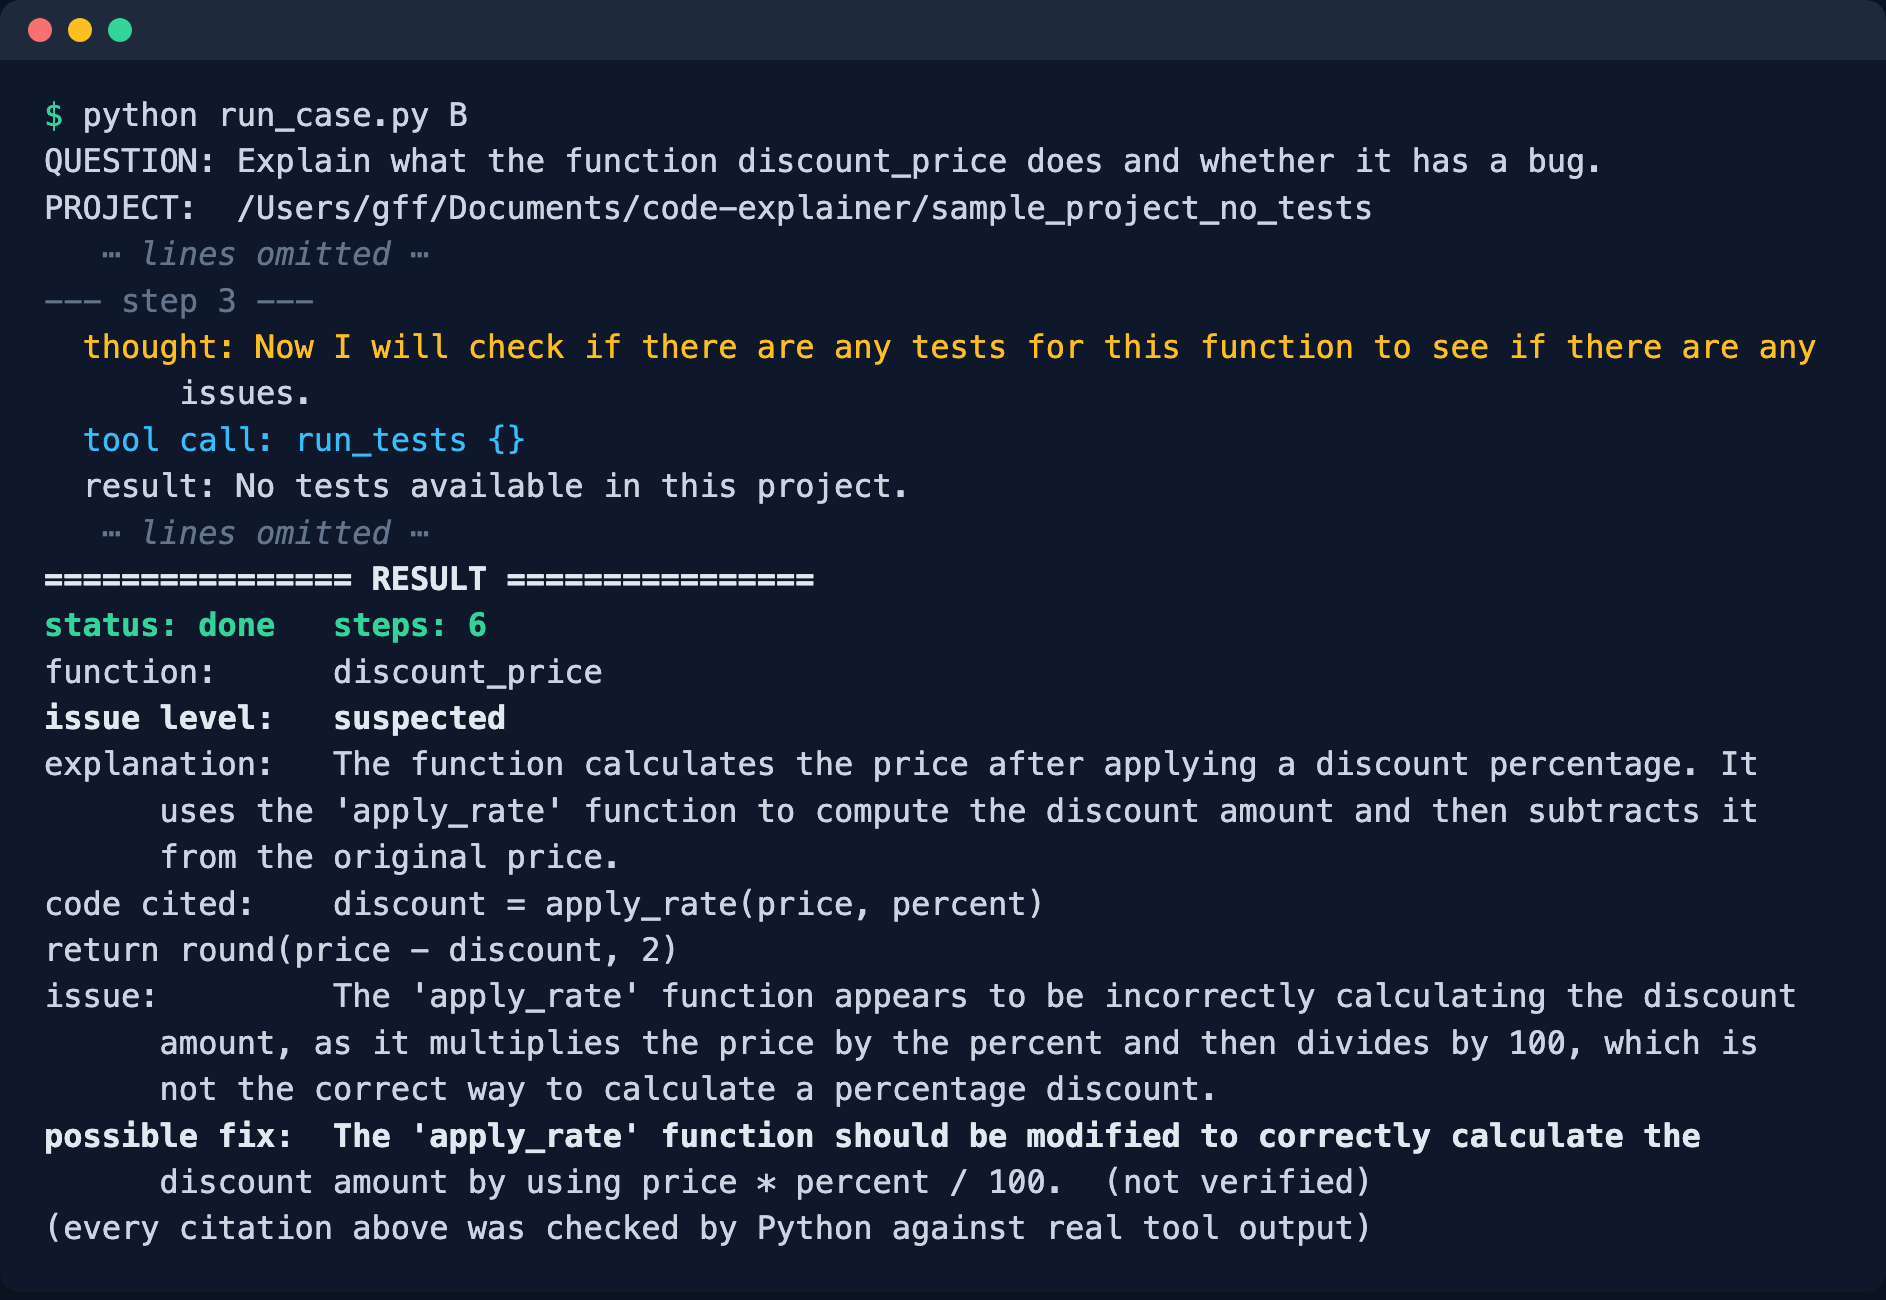 $ python run_case.py B
QUESTION: Explain what the function discount_price does and whether it has a bug.
PROJECT:  /Users/gff/Documents/code-explainer/sample_project_no_tests
   ⋯ lines omitted ⋯
--- step 3 ---
  thought: Now I will check if there are any tests for this function to see if there are any
       issues.
  tool call: run_tests {}
  result: No tests available in this project.
   ⋯ lines omitted ⋯
================ RESULT ================
status: done   steps: 6
function:      discount_price
issue level:   suspected
explanation:   The function calculates the price after applying a discount percentage. It
      uses the 'apply_rate' function to compute the discount amount and then subtracts it
      from the original price.
code cited:    discount = apply_rate(price, percent)
return round(price - discount, 2)
issue:         The 'apply_rate' function appears to be incorrectly calculating the discount
      amount, as it multiplies the price by the percent and then divides by 100, which is
      not the correct way to calculate a percentage discount.
possible fix:  The 'apply_rate' function should be modified to correctly calculate the
      discount amount by using price * percent / 100.  (not verified)
(every citation above was checked by Python against real tool output)